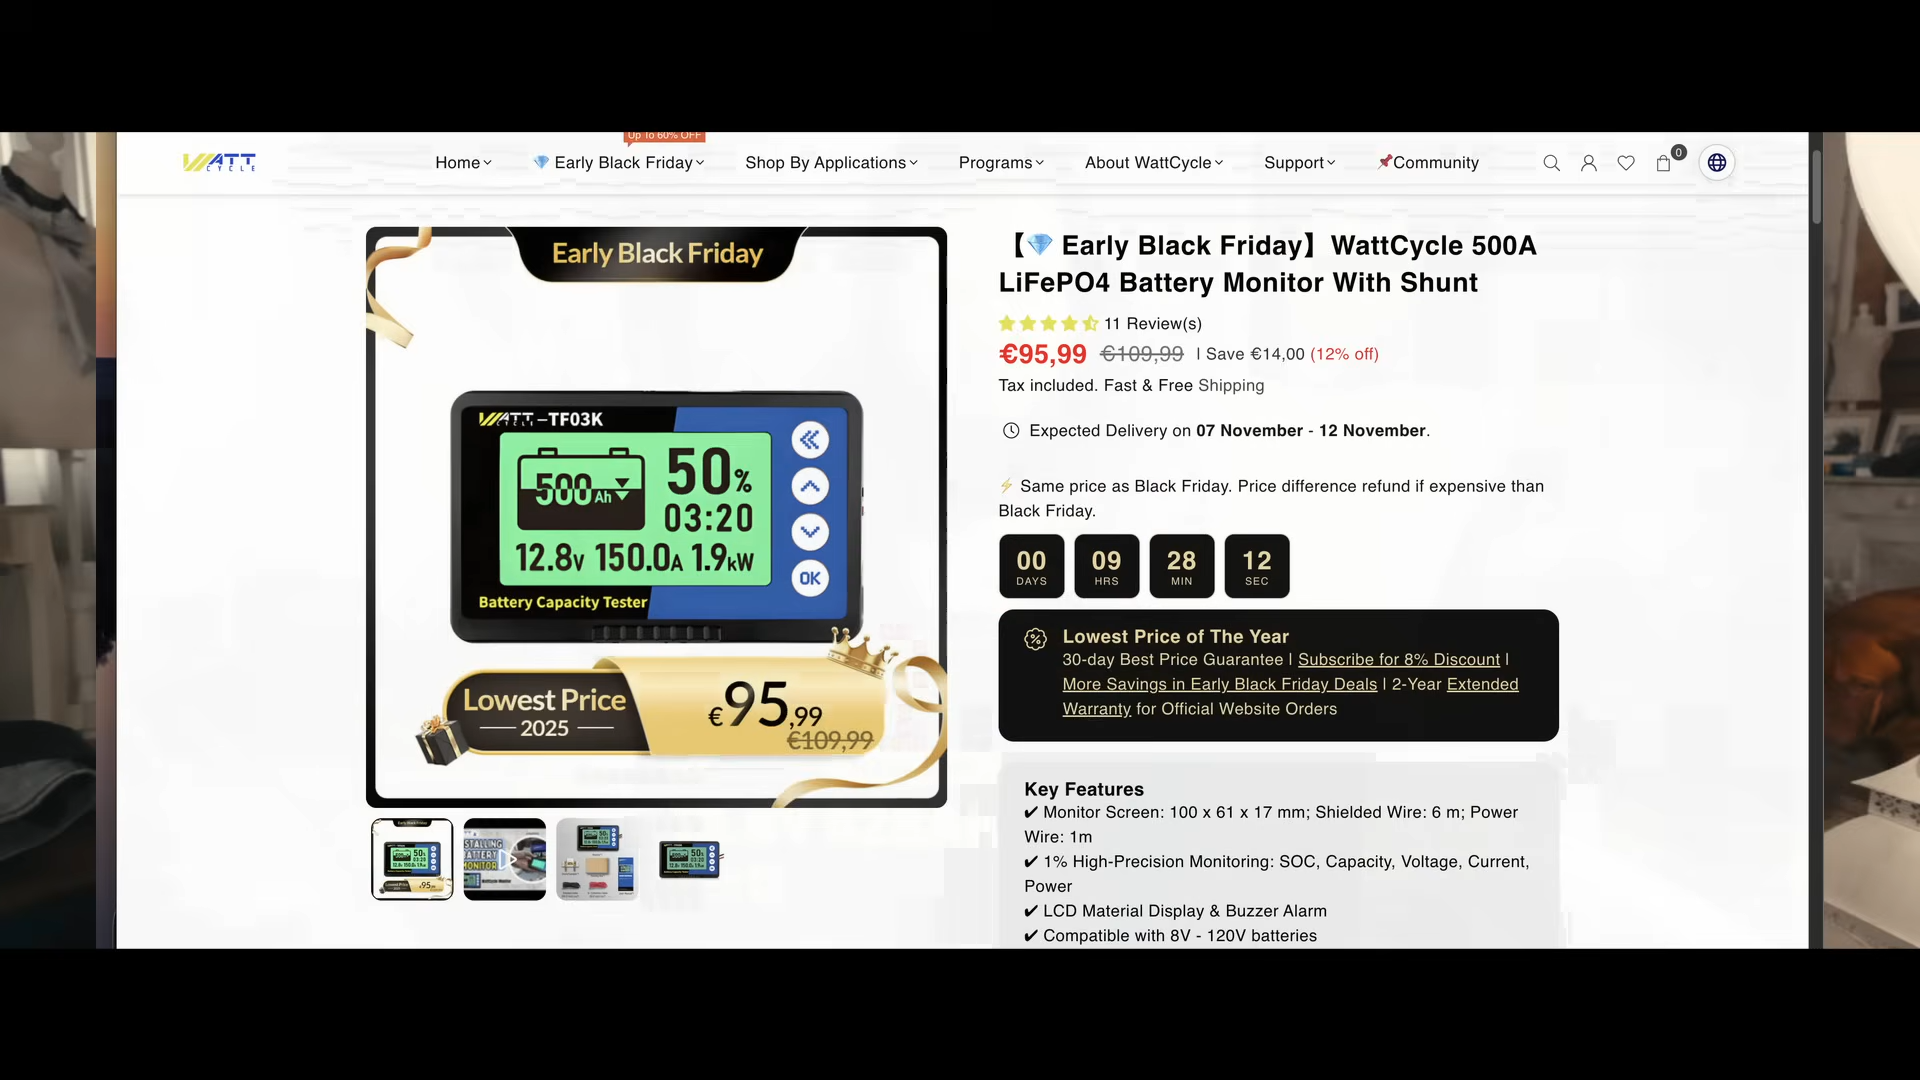 Up To 60% OFF
WATT
CYCLE
Home
Early Black Friday
Shop By Applications
Programs
About WattCycle
Support
Community
0
Early Black Friday
WATT
CYCLE
-TF03K
500Ah
50%
03:20
12.8V 150.0A 1.9kW
OK
Battery Capacity Tester
Lowest Price
2025
€95,99
€109,99
【💎 Early Black Friday】WattCycle 500A
LiFePO4 Battery Monitor With Shunt
11 Review(s)
€95,99 €109,99 | Save €14,00 (12% off)
Tax included. Fast & Free Shipping
Expected Delivery on 07 November - 12 November.
⚡ Same price as Black Friday. Price difference refund if expensive than
Black Friday.
00 09 28 12
DAYS HRS MIN SEC
Lowest Price of The Year
30-day Best Price Guarantee | Subscribe for 8% Discount |
More Savings in Early Black Friday Deals | 2-Year Extended
Warranty for Official Website Orders
Key Features
✔ Monitor Screen: 100 x 61 x 17 mm; Shielded Wire: 6 m; Power
Wire: 1m
✔ 1% High-Precision Monitoring: SOC, Capacity, Voltage, Current,
Power
✔ LCD Material Display & Buzzer Alarm
✔ Compatible with 8V - 120V batteries